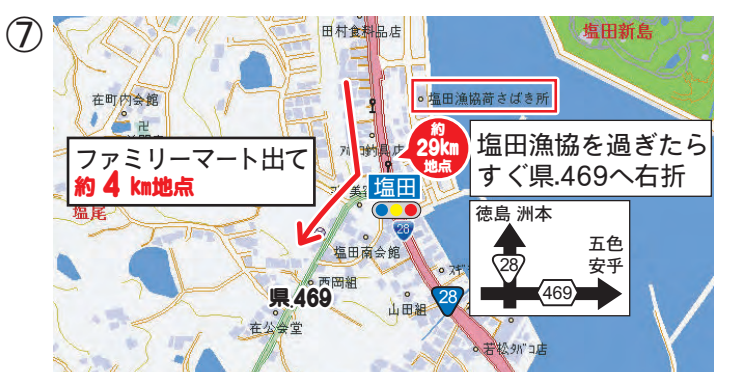 ⑦
田村食料品店
塩田新島
在町内会館
塩田漁協荷さばき所
約
29km
地点
塩田漁協を過ぎたら
すぐ県.469へ右折
ファミリーマート出て
約 4 km地点
塩尾
塩田
28
徳島 洲本
五色
安乎
28
469
塩田南会館
西岡組
県.469
山田組
28
在公会堂
若松タバコ店